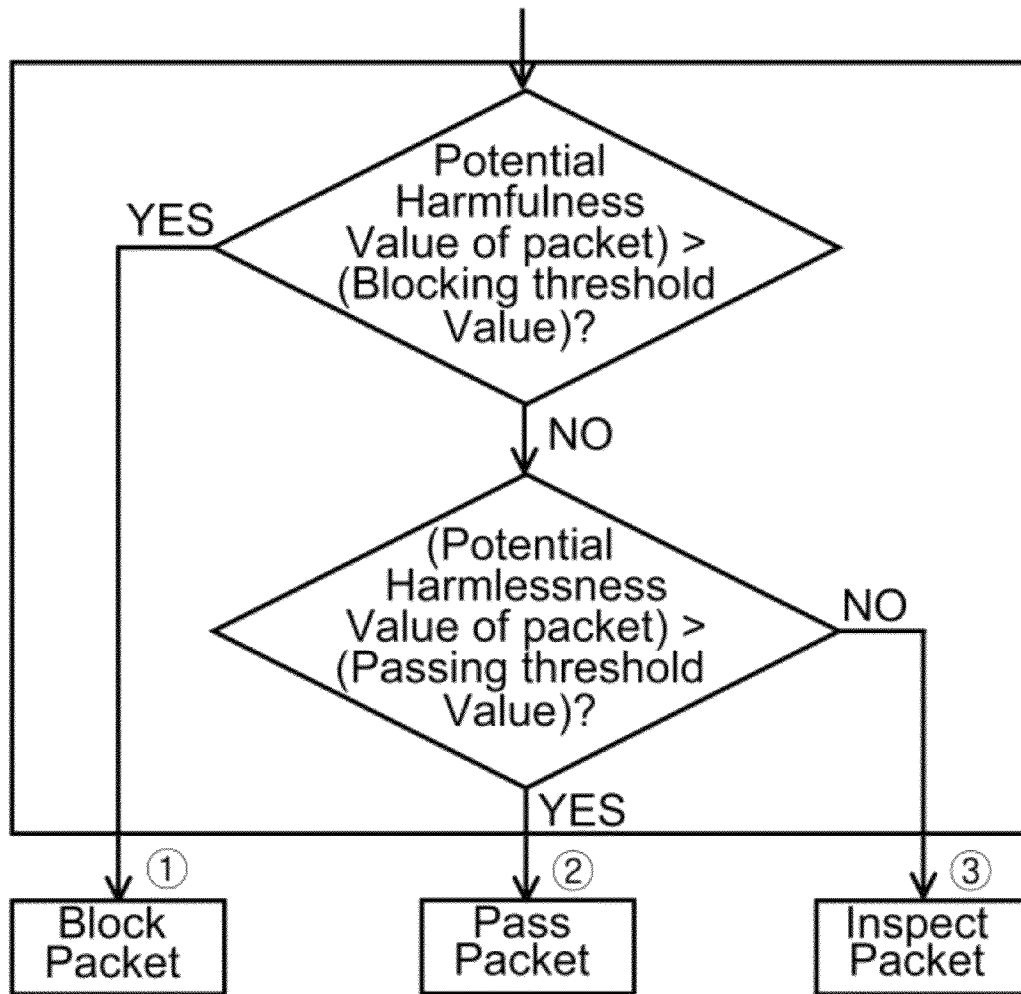 Potential
Harmfulness
Value of packet) >
(Blocking threshold
Value)?
YES
NO
(Potential
Harmlessness
Value of packet) >
(Passing threshold
Value)?
NO
YES
①
②
③
Block
Packet
Pass
Packet
Inspect
Packet